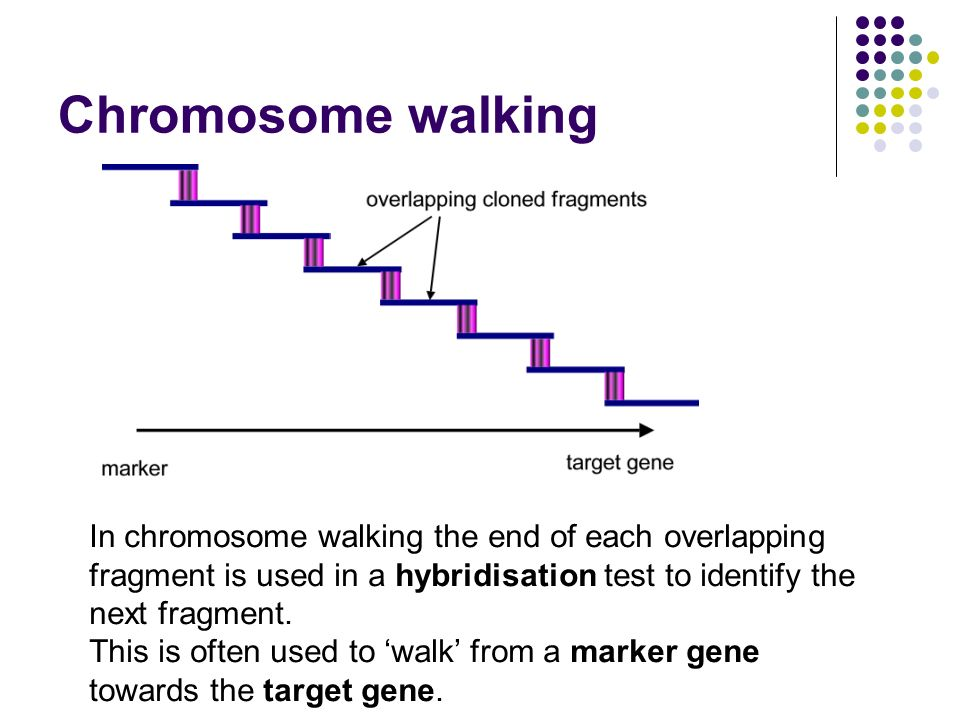 Chromosome walking
overlapping cloned fragments
marker
target gene
In chromosome walking the end of each overlapping
fragment is used in a hybridisation test to identify the
next fragment.
This is often used to ‘walk’ from a marker gene
towards the target gene.